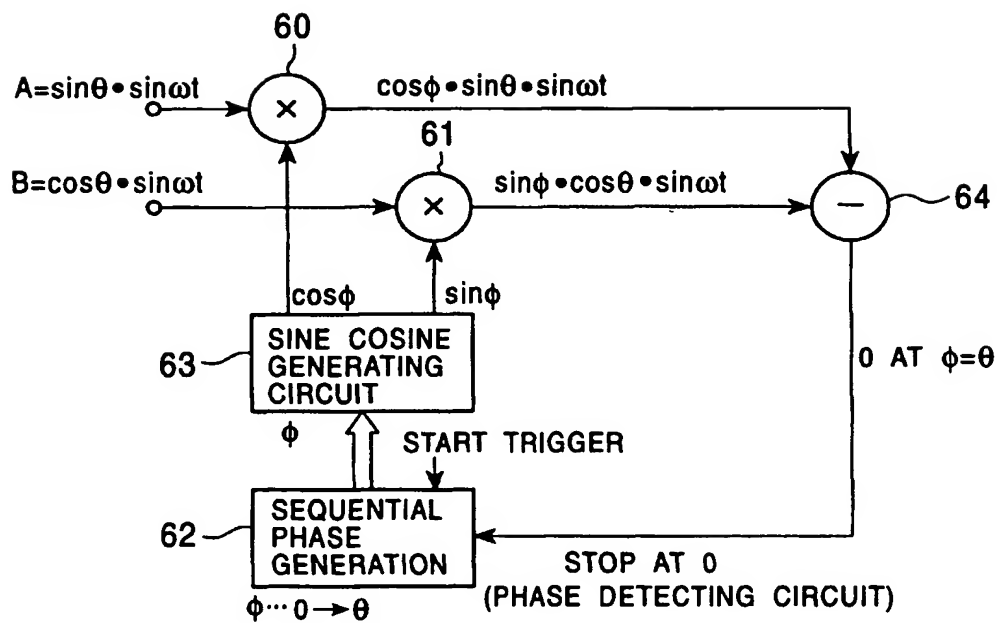 60
A=sinθ•sinωt
cosϕ•sinθ•sinωt
61
B=cosθ•sinωt
sinϕ•cosθ•sinωt
64
cosϕ
sinϕ
63
SINE COSINE
GENERATING
CIRCUIT
0 AT ϕ=θ
ϕ
START TRIGGER
62
SEQUENTIAL
PHASE
GENERATION
STOP AT 0
(PHASE DETECTING CIRCUIT)
ϕ··· 0→θ